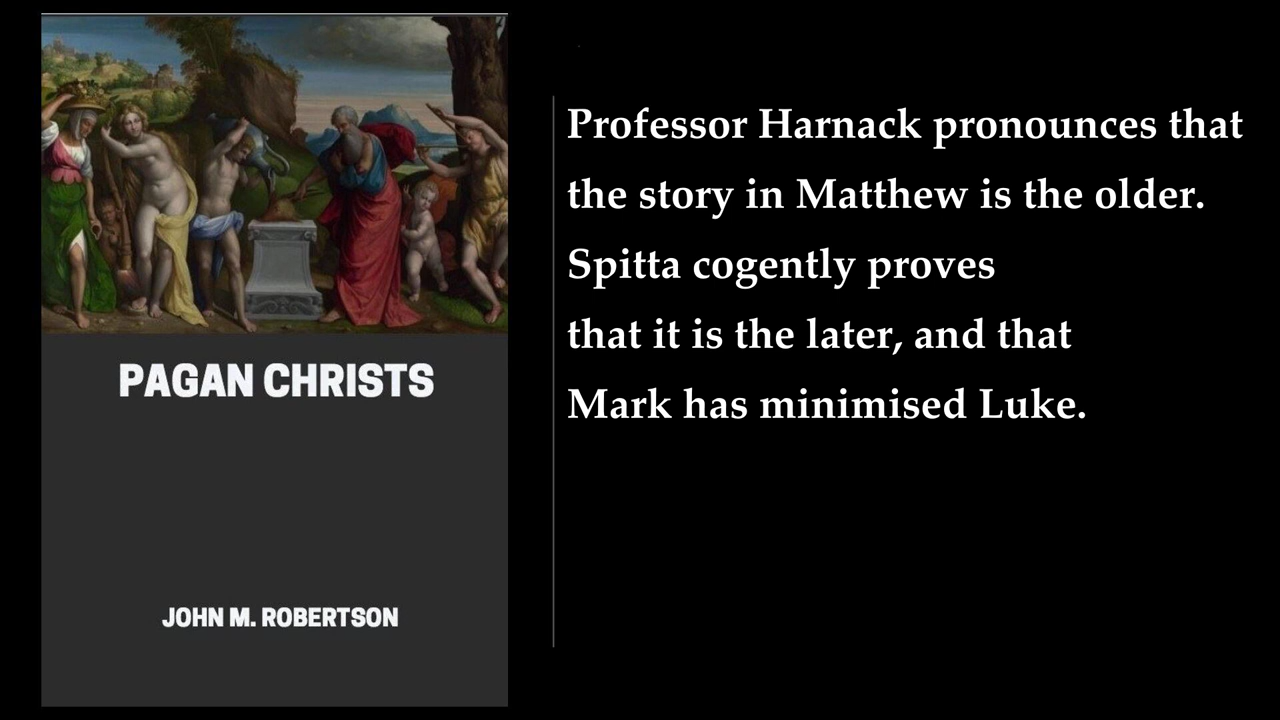 PAGAN CHRISTS
JOHN M. ROBERTSON
Professor Harnack pronounces that
the story in Matthew is the older.
Spitta cogently proves
that it is the later, and that
Mark has minimised Luke.